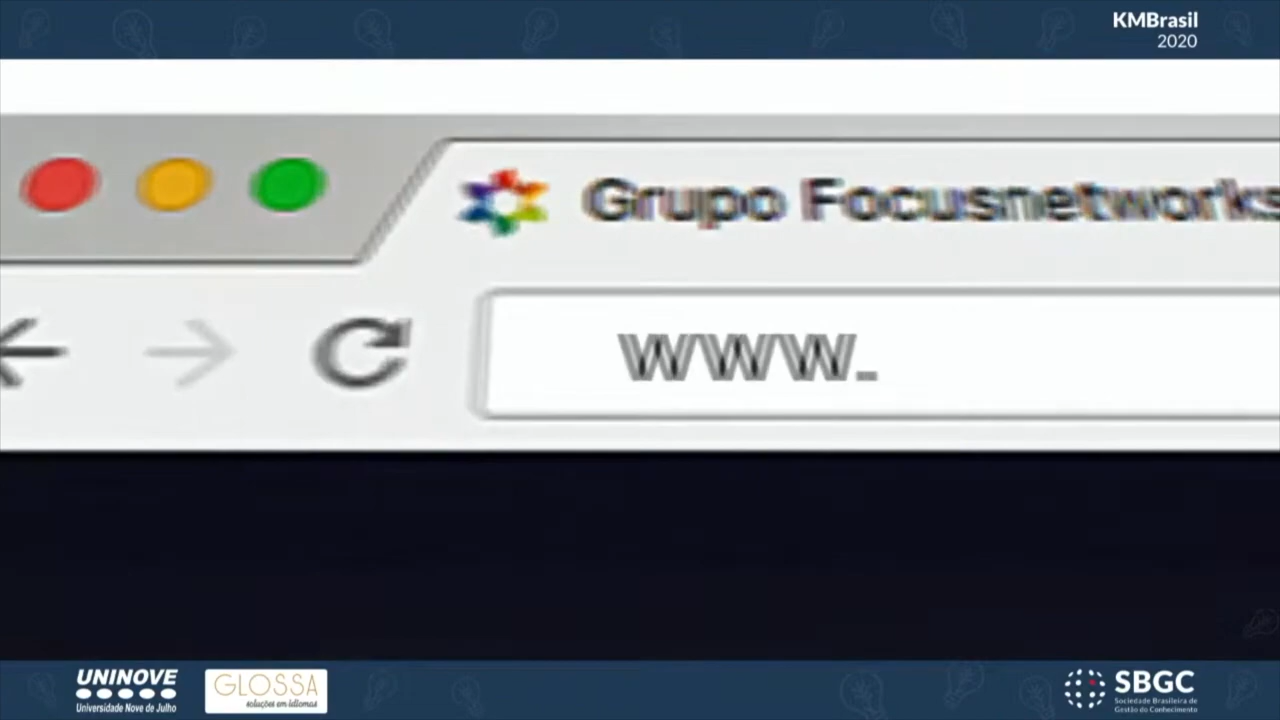 KMBrasil
2020
Grupo Focusnetworks
www.
UNINOVE
Universidade Nove de Julho
GLOSSA
soluções em idiomas
SBGC
Sociedade Brasileira de
Gestão do Conhecimento